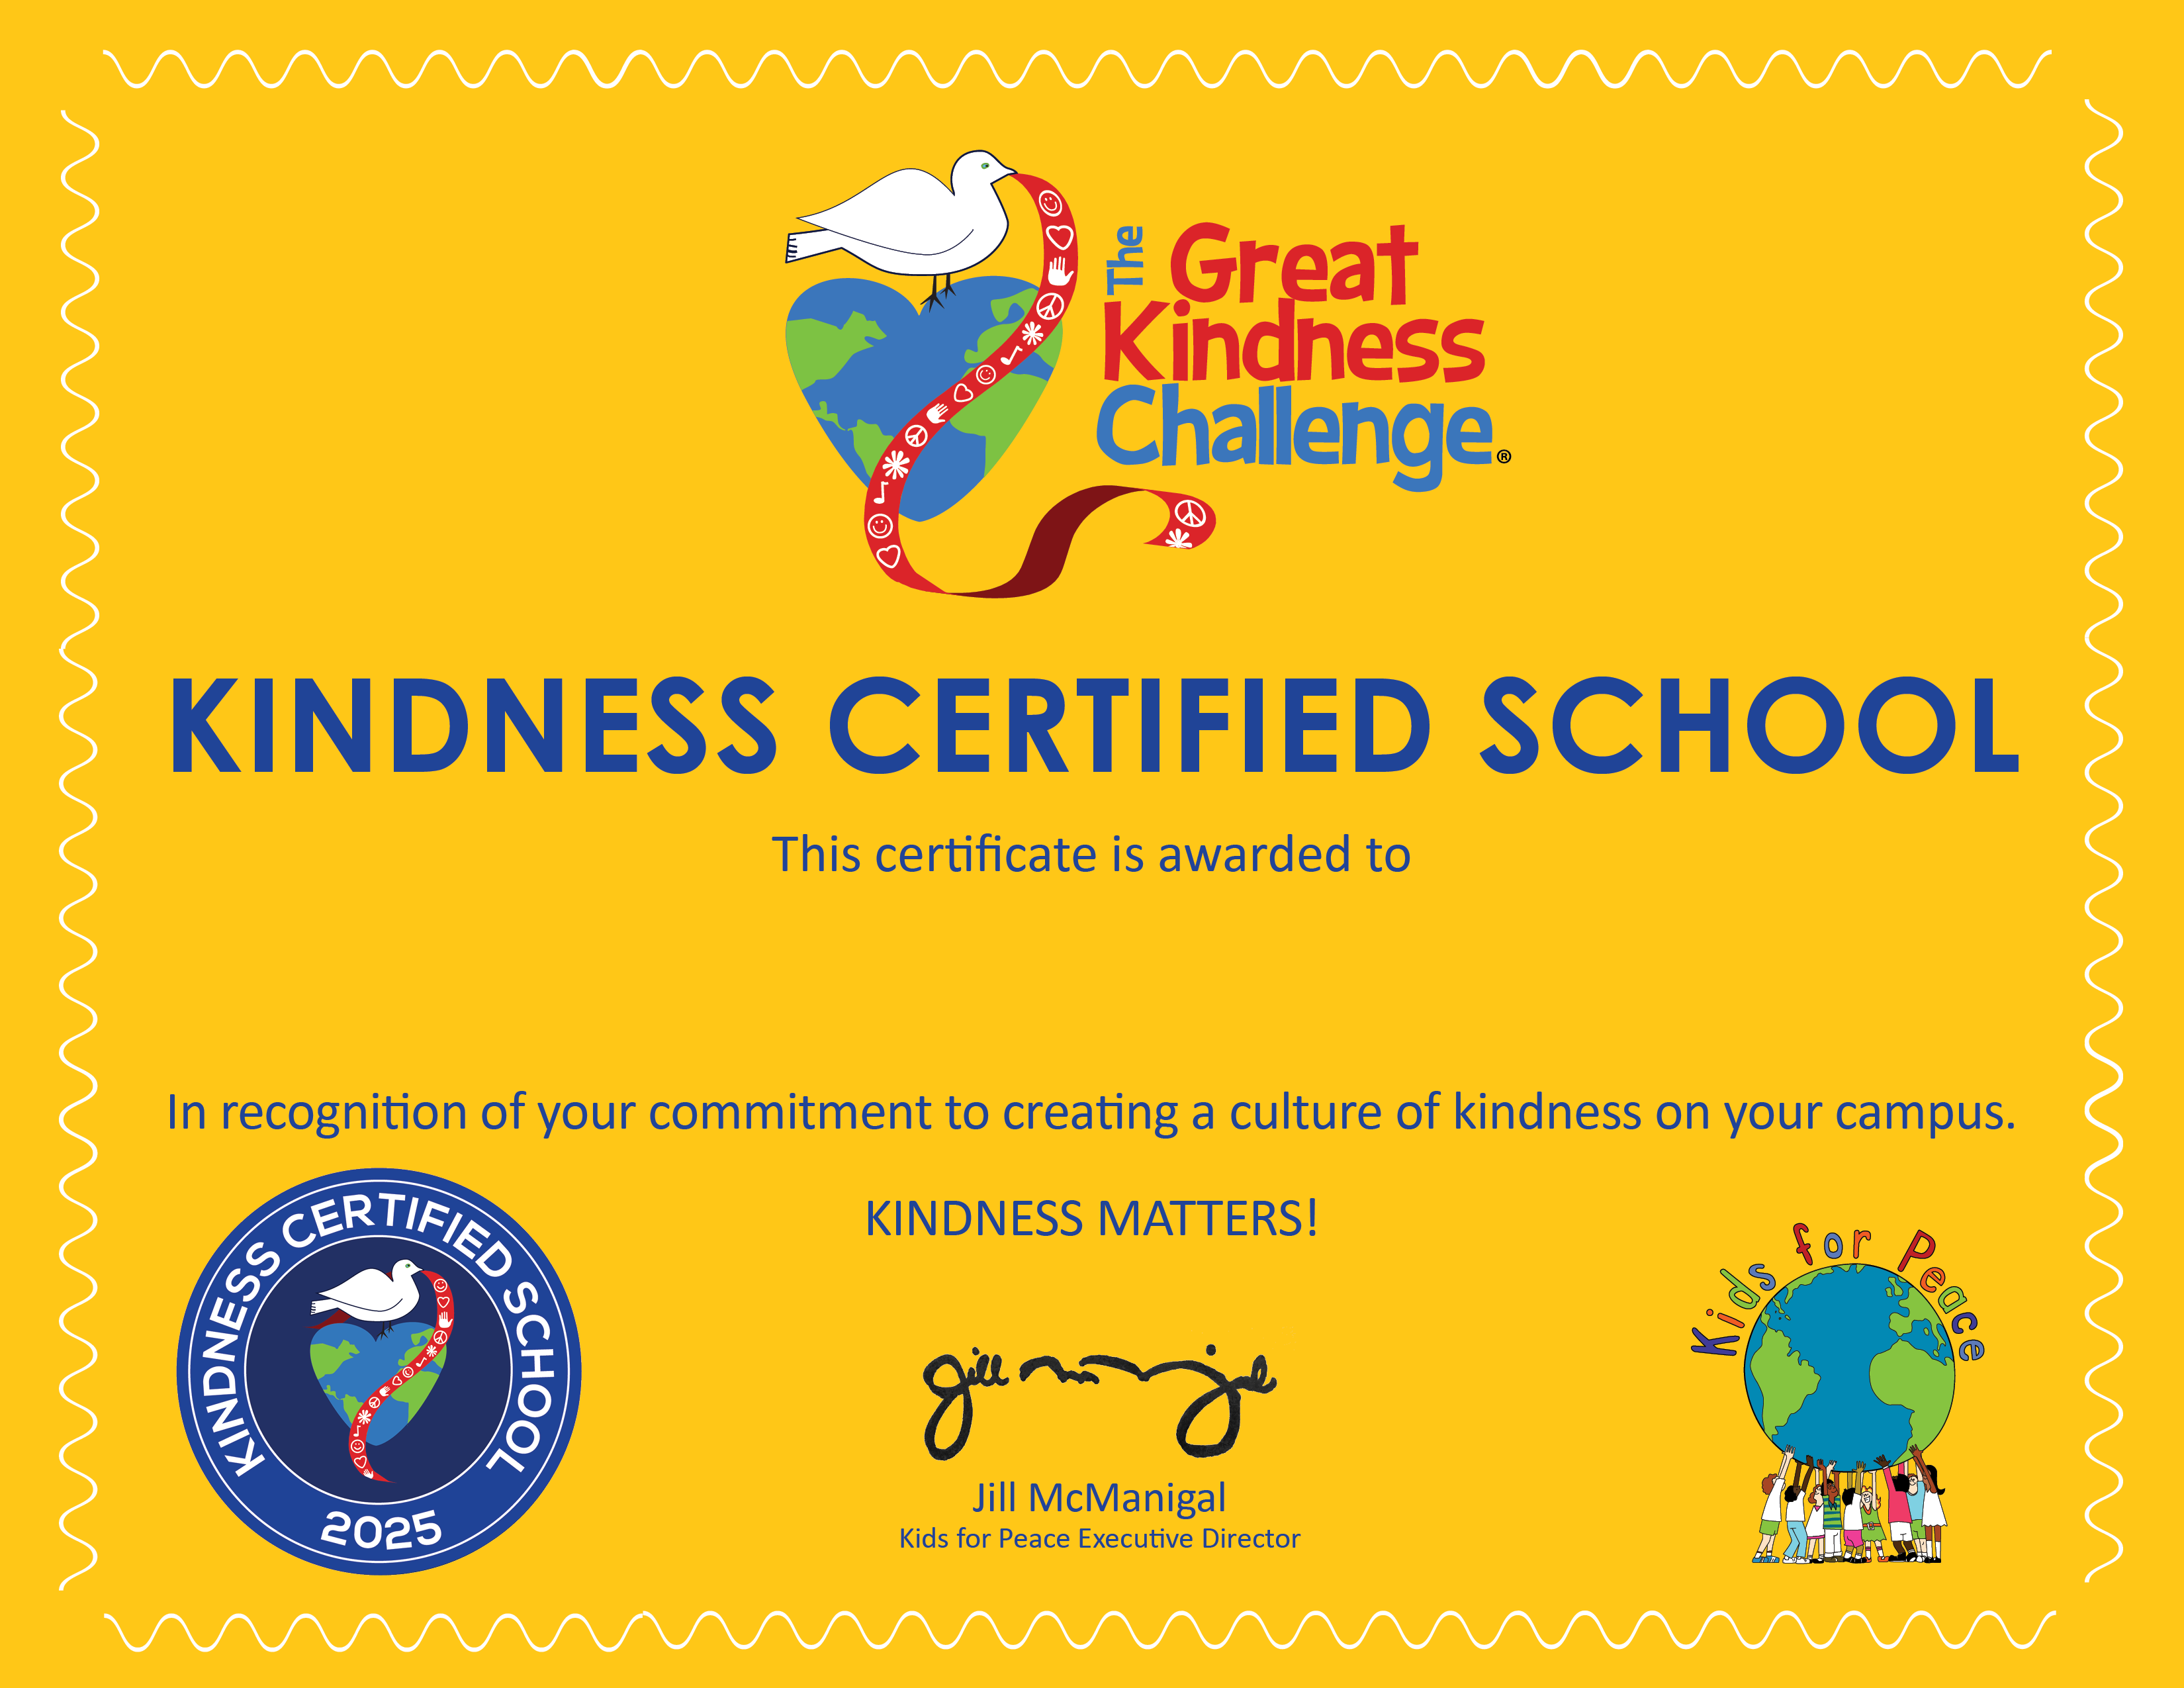 The
Great
Kindness
Challenge®
KINDNESS CERTIFIED SCHOOL
This certificate is awarded to
In recognition of your commitment to creating a culture of kindness on your campus.
KINDNESS MATTERS!
KINDNESS CERTIFIED SCHOOL
2025
Jill McManigal
Kids for Peace Executive Director
Kids for Peace